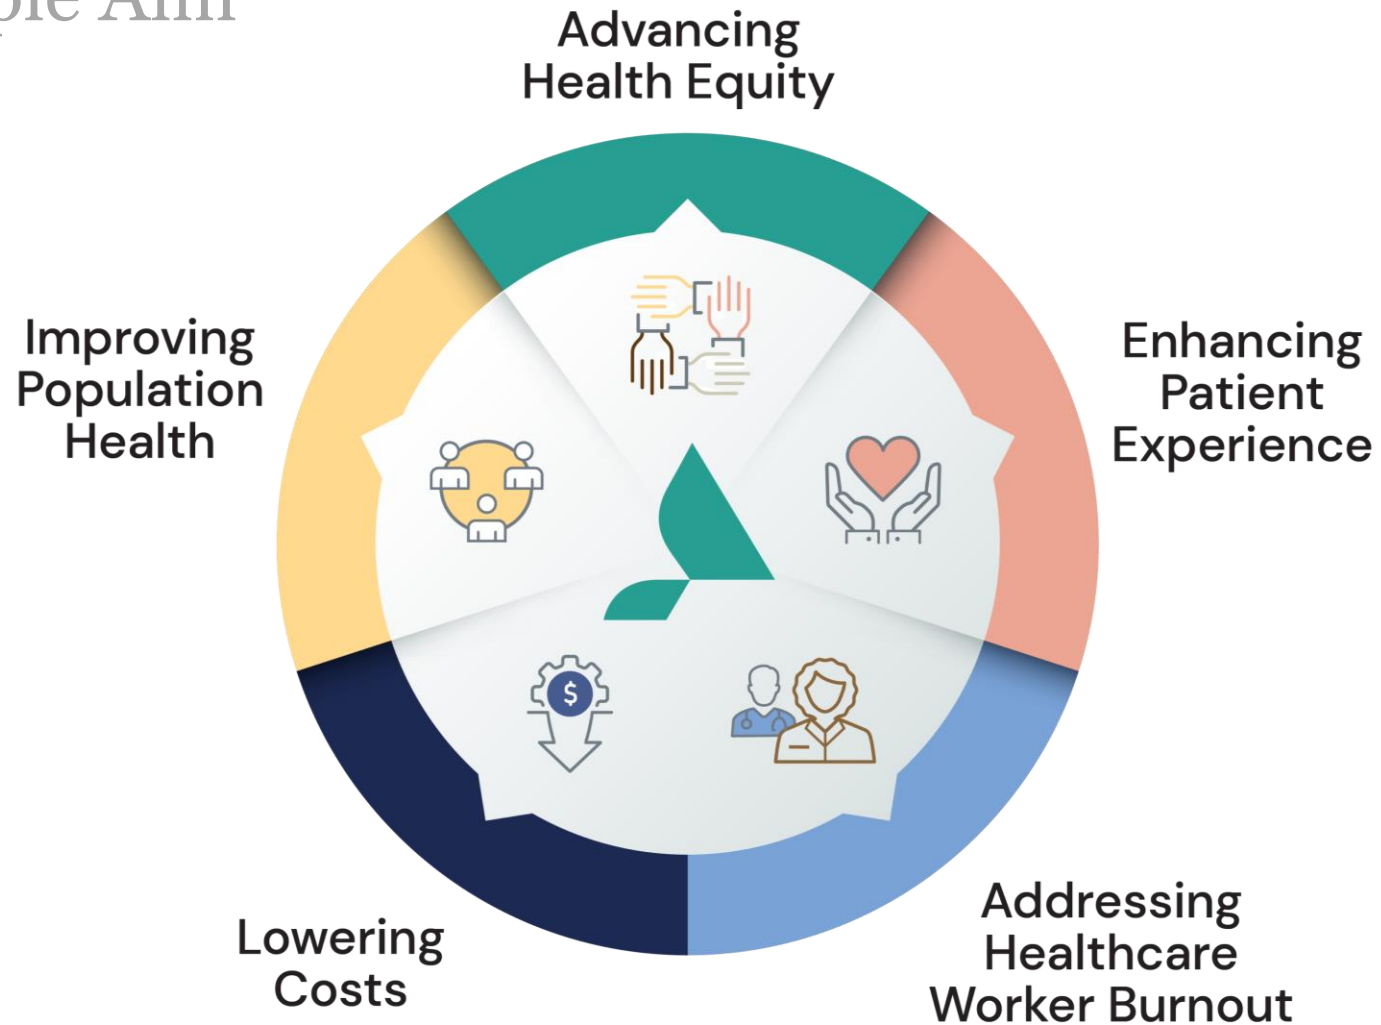 Advancing
Health Equity
Improving
Population
Health
Enhancing
Patient
Experience
$
Lowering
Costs
Addressing
Healthcare
Worker Burnout